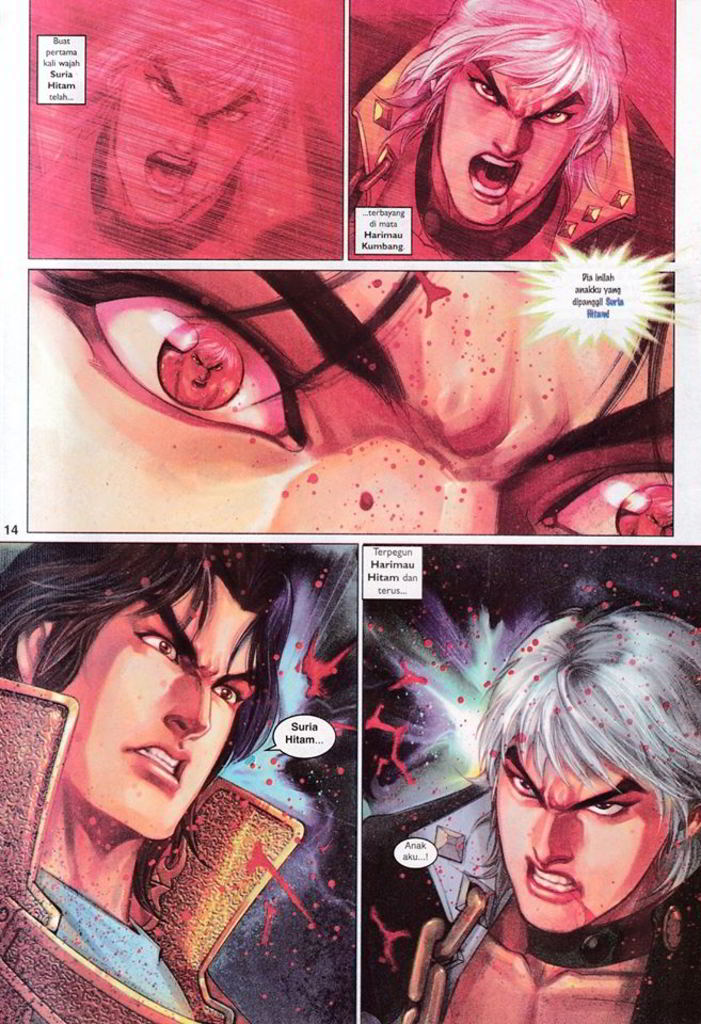 Buat
pertama
kali wajah
Suria
Hitam
telah...
...terbayang
di mata
Harimau
Kumbang.
Dia inilah
anakku yang
dipanggil Suria
Hitam!
14
Suria
Hitam...
Terpegun
Harimau
Hitam dan
terus...
Anak
aku...!